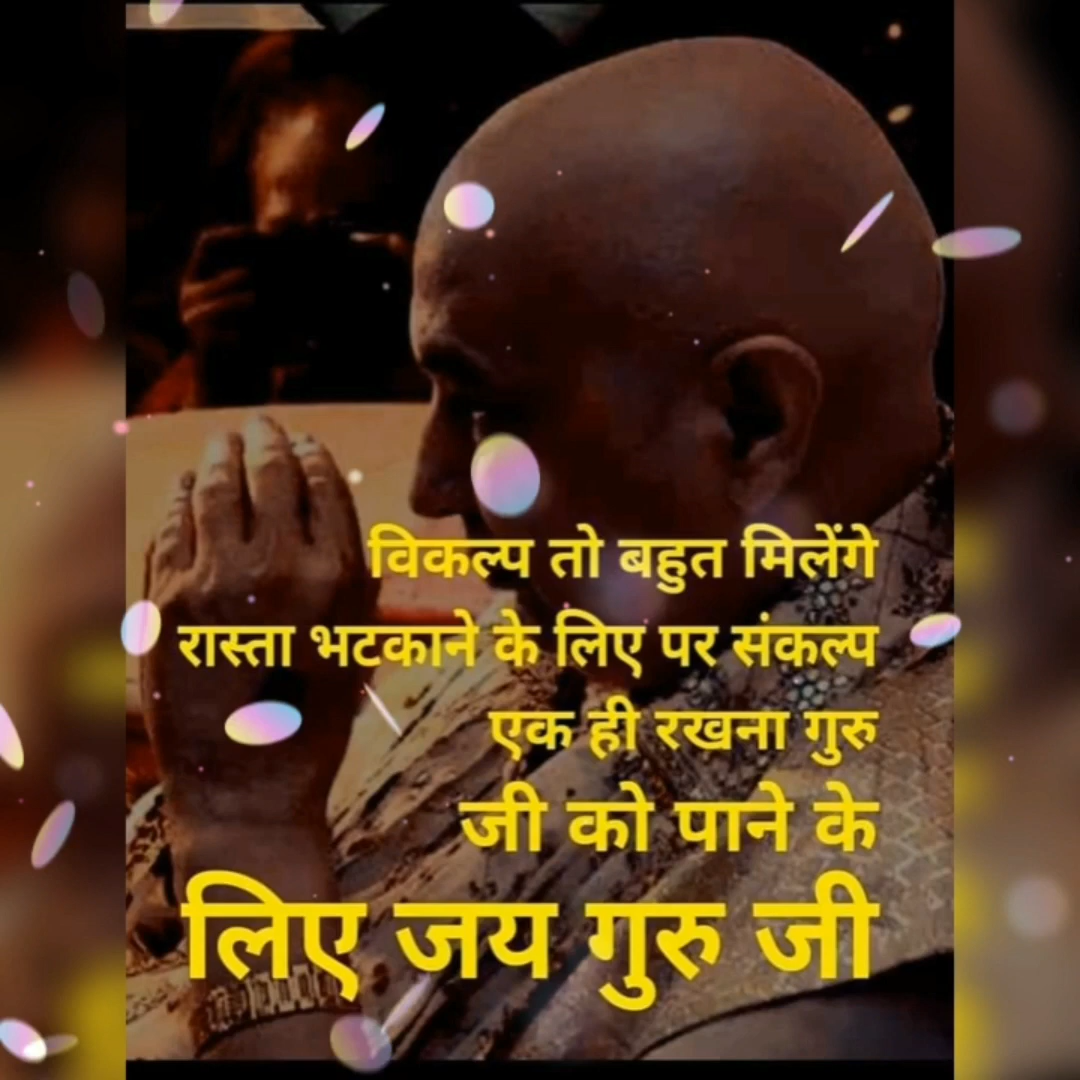 विकल्प तो बहुत मिलेंगे
रास्ता भटकाने के लिए पर संकल्प
एक ही रखना गुरु
जी को पाने के
लिए जय गुरु जी